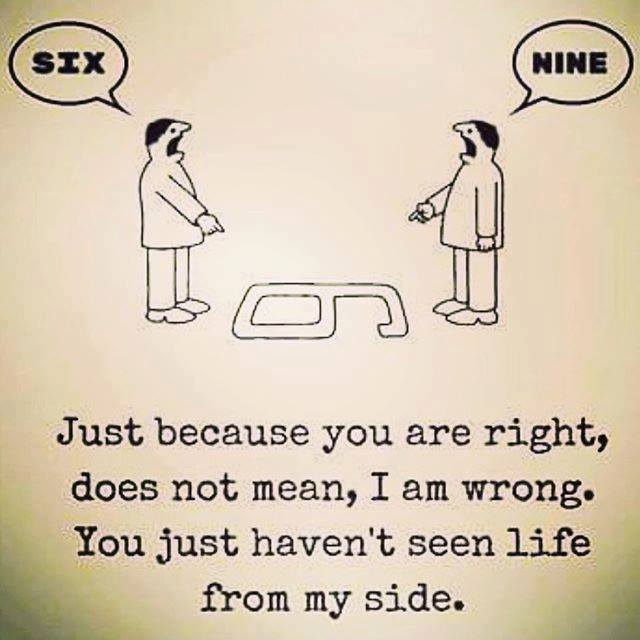 SIX
NINE
Just because you are right,
does not mean, I am wrong.
You just haven't seen life
from my side.